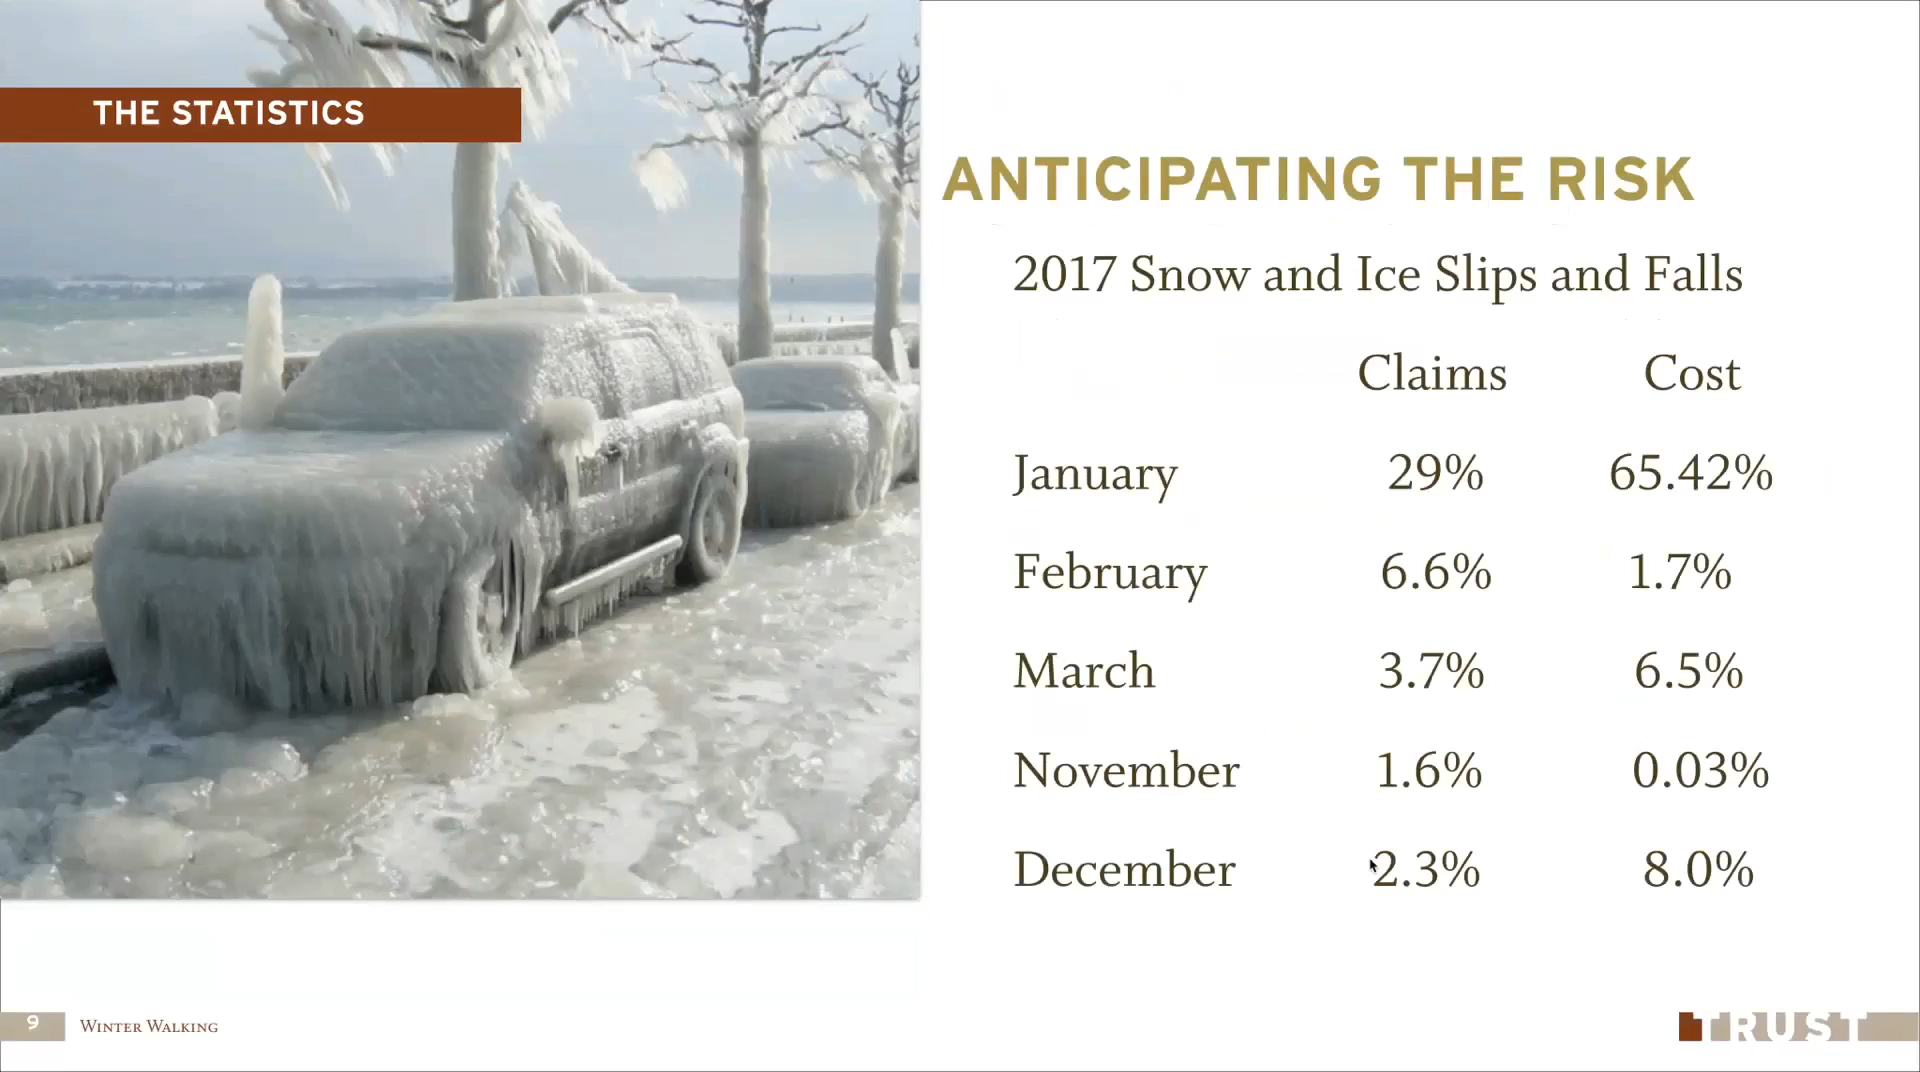 THE STATISTICS
ANTICIPATING THE RISK
2017 Snow and Ice Slips and Falls
Claims Cost
January 29% 65.42%
February 6.6% 1.7%
March 3.7% 6.5%
November 1.6% 0.03%
December 2.3% 8.0%
9 Winter Walking
TRUST